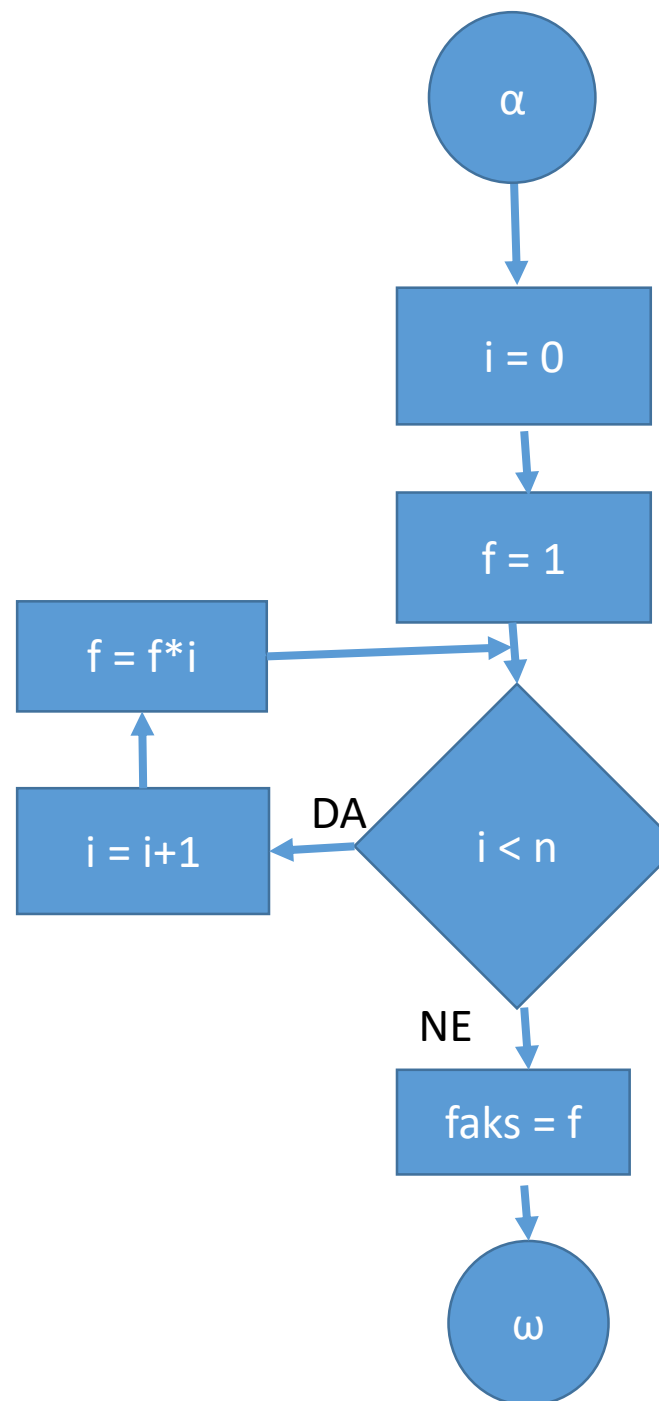 α
i = 0
f = 1
f = f*i
DA
i = i+1
i < n
NE
faks = f
ω